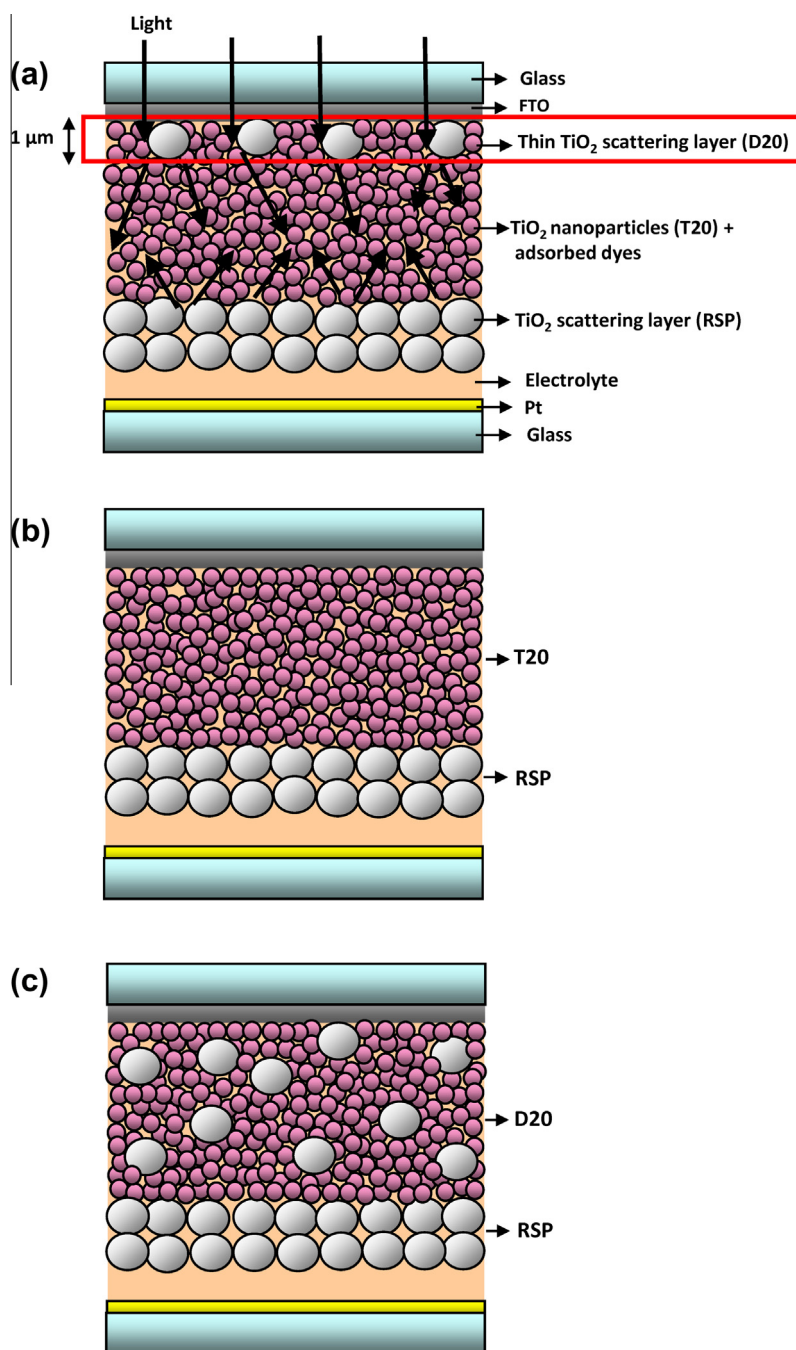 Light
(a)
Glass
FTO
1 μm
Thin TiO₂ scattering layer (D20)
TiO₂ nanoparticles (T20) +
adsorbed dyes
TiO₂ scattering layer (RSP)
Electrolyte
Pt
Glass
(b)
T20
RSP
(c)
D20
RSP